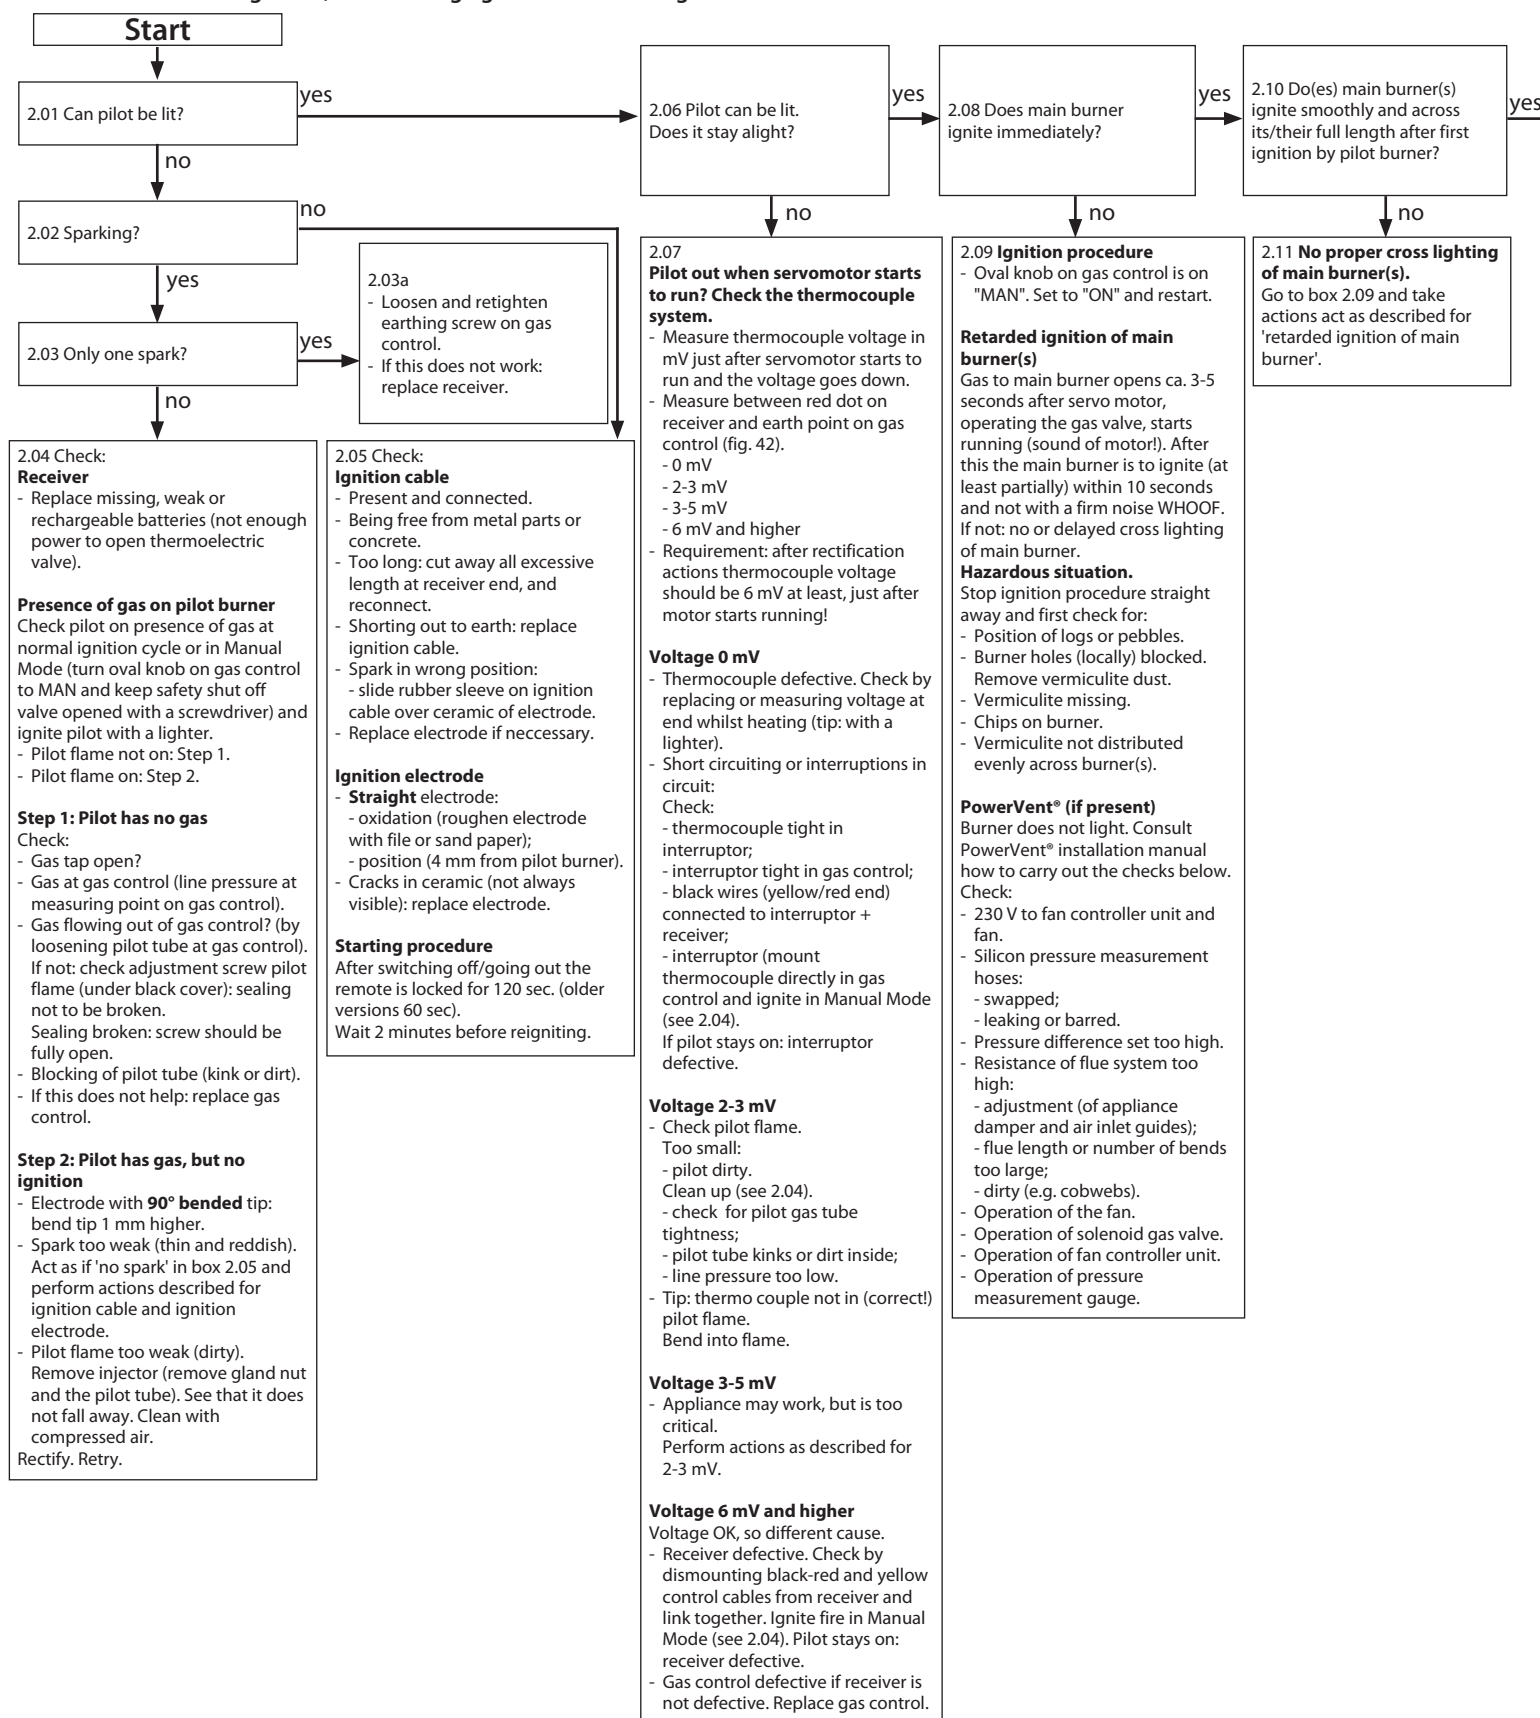 Start
2.01 Can pilot be lit?
yes
no
2.02 Sparking?
no
yes
2.03 Only one spark?
yes
no
2.03a
- Loosen and retighten
earthing screw on gas
control.
- If this does not work:
replace receiver.
2.04 Check:
Receiver
- Replace missing, weak or
rechargeable batteries (not enough
power to open thermoelectric
valve).
Presence of gas on pilot burner
Check pilot on presence of gas at
normal ignition cycle or in Manual
Mode (turn oval knob on gas control
to MAN and keep safety shut off
valve opened with a screwdriver) and
ignite pilot with a lighter.
- Pilot flame not on: Step 1.
- Pilot flame on: Step 2.
Step 1: Pilot has no gas
Check:
- Gas tap open?
- Gas at gas control (line pressure at
measuring point on gas control).
- Gas flowing out of gas control? (by
loosening pilot tube at gas control).
If not: check adjustment screw pilot
flame (under black cover): sealing
not to be broken.
Sealing broken: screw should be
fully open.
- Blocking of pilot tube (kink or dirt).
- If this does not help: replace gas
control.
Step 2: Pilot has gas, but no
ignition
- Electrode with 90° bended tip:
bend tip 1 mm higher.
- Spark too weak (thin and reddish).
Act as if 'no spark' in box 2.05 and
perform actions described for
ignition cable and ignition
electrode.
- Pilot flame too weak (dirty).
Remove injector (remove gland nut
and the pilot tube). See that it does
not fall away. Clean with
compressed air.
Rectify. Retry.
2.05 Check:
Ignition cable
- Present and connected.
- Being free from metal parts or
concrete.
- Too long: cut away all excessive
length at receiver end, and
reconnect.
- Shorting out to earth: replace
ignition cable.
- Spark in wrong position:
- slide rubber sleeve on ignition
cable over ceramic of electrode.
- Replace electrode if neccessary.
Ignition electrode
- Straight electrode:
- oxidation (roughen electrode
with file or sand paper);
- position (4 mm from pilot burner).
- Cracks in ceramic (not always
visible): replace electrode.
Starting procedure
After switching off/going out the
remote is locked for 120 sec. (older
versions 60 sec).
Wait 2 minutes before reigniting.
2.06 Pilot can be lit.
Does it stay alight?
yes
no
2.07
Pilot out when servomotor starts
to run? Check the thermocouple
system.
- Measure thermocouple voltage in
mV just after servomotor starts to
run and the voltage goes down.
- Measure between red dot on
receiver and earth point on gas
control (fig. 42).
- 0 mV
- 2-3 mV
- 3-5 mV
- 6 mV and higher
- Requirement: after rectification
actions thermocouple voltage
should be 6 mV at least, just after
motor starts running!
Voltage 0 mV
- Thermocouple defective. Check by
replacing or measuring voltage at
end whilst heating (tip: with a
lighter).
- Short circuiting or interruptions in
circuit:
Check:
- thermocouple tight in
interruptor;
- interruptor tight in gas control;
- black wires (yellow/red end)
connected to interruptor +
receiver;
- interruptor (mount
thermocouple directly in gas
control and ignite in Manual Mode
(see 2.04).
If pilot stays on: interruptor
defective.
Voltage 2-3 mV
- Check pilot flame.
Too small:
- pilot dirty.
Clean up (see 2.04).
- check for pilot gas tube
tightness;
- pilot tube kinks or dirt inside;
- line pressure too low.
- Tip: thermo couple not in (correct!)
pilot flame.
Bend into flame.
Voltage 3-5 mV
- Appliance may work, but is too
critical.
Perform actions as described for
2-3 mV.
Voltage 6 mV and higher
Voltage OK, so different cause.
- Receiver defective. Check by
dismounting black-red and yellow
control cables from receiver and
link together. Ignite fire in Manual
Mode (see 2.04). Pilot stays on:
receiver defective.
- Gas control defective if receiver is
not defective. Replace gas control.
2.08 Does main burner
ignite immediately?
yes
no
2.09 Ignition procedure
- Oval knob on gas control is on
"MAN". Set to "ON" and restart.
Retarded ignition of main
burner(s)
Gas to main burner opens ca. 3-5
seconds after servo motor,
operating the gas valve, starts
running (sound of motor!). After
this the main burner is to ignite (at
least partially) within 10 seconds
and not with a firm noise WHOOF.
If not: no or delayed cross lighting
of main burner.
Hazardous situation.
Stop ignition procedure straight
away and first check for:
- Position of logs or pebbles.
- Burner holes (locally) blocked.
Remove vermiculite dust.
- Vermiculite missing.
- Chips on burner.
- Vermiculite not distributed
evenly across burner(s).
PowerVent® (if present)
Burner does not light. Consult
PowerVent® installation manual
how to carry out the checks below.
Check:
- 230 V to fan controller unit and
fan.
- Silicon pressure measurement
hoses:
- swapped;
- leaking or barred.
- Pressure difference set too high.
- Resistance of flue system too
high:
- adjustment (of appliance
damper and air inlet guides);
- flue length or number of bends
too large;
- dirty (e.g. cobwebs).
- Operation of the fan.
- Operation of solenoid gas valve.
- Operation of fan controller unit.
- Operation of pressure
measurement gauge.
2.10 Do(es) main burner(s)
ignite smoothly and across
its/their full length after first
ignition by pilot burner?
yes
no
2.11 No proper cross lighting
of main burner(s).
Go to box 2.09 and take
actions act as described for
'retarded ignition of main
burner'.